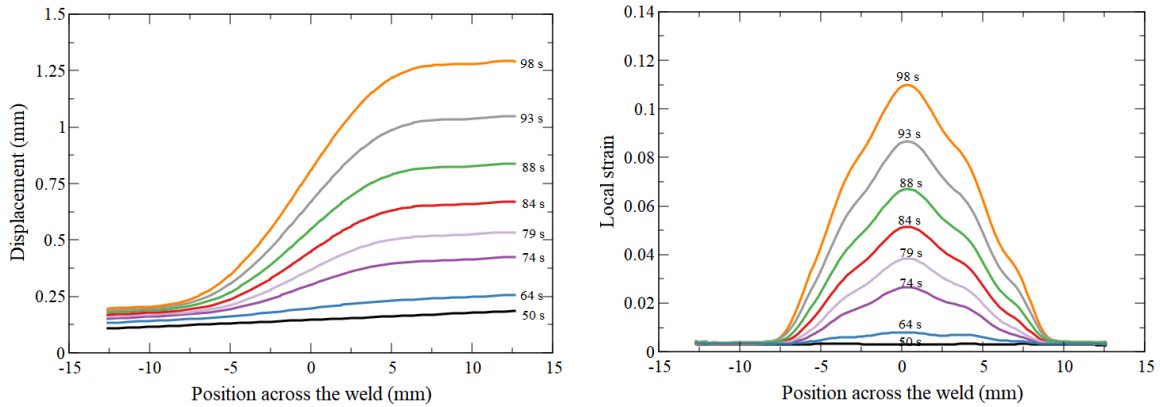 1.5
1.25
1
0.75
0.5
0.25
0
Displacement (mm)
98 s
93 s
88 s
84 s
79 s
74 s
64 s
50 s
-15 -10 -5 0 5 10 15
Position across the weld (mm)
0.14
0.12
0.1
0.08
0.06
0.04
0.02
0
Local strain
98 s
93 s
88 s
84 s
79 s
74 s
64 s
50 s
-15 -10 -5 0 5 10 15
Position across the weld (mm)